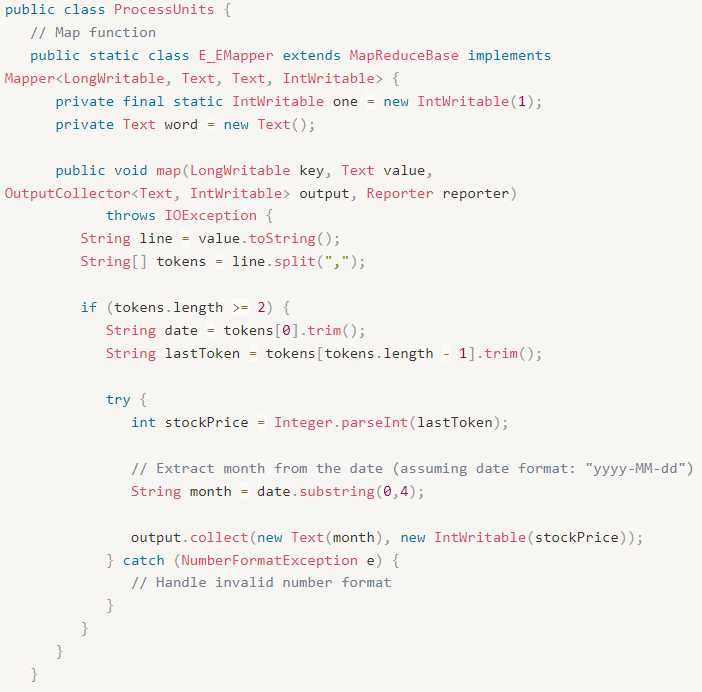 public class ProcessUnits {
// Map function
public static class E_EMapper extends MapReduceBase implements
Mapper<LongWritable, Text, Text, IntWritable> {
private final static IntWritable one = new IntWritable(1);
private Text word = new Text();
public void map(LongWritable key, Text value,
OutputCollector<Text, IntWritable> output, Reporter reporter)
throws IOException {
String line = value.toString();
String[] tokens = line.split(",");
if (tokens.length >= 2) {
String date = tokens[0].trim();
String lastToken = tokens[tokens.length - 1].trim();
try {
int stockPrice = Integer.parseInt(lastToken);
// Extract month from the date (assuming date format: "yyyy-MM-dd")
String month = date.substring(0,4);
output.collect(new Text(month), new IntWritable(stockPrice));
} catch (NumberFormatException e) {
// Handle invalid number format
}
}
}
}